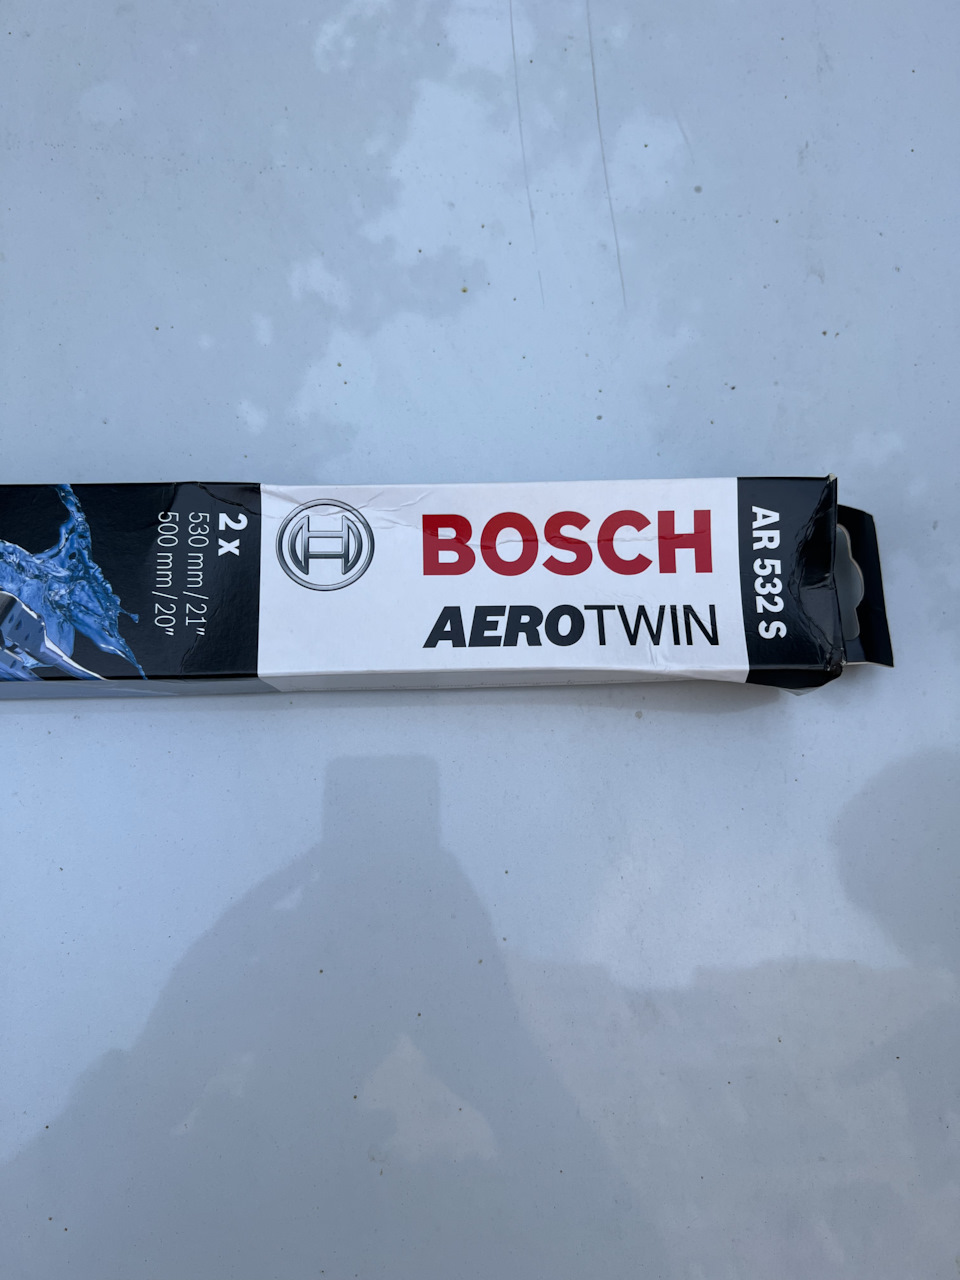 2 x
530 mm / 21"
500 mm / 20"
BOSCH
AEROTWIN
AR 532 S